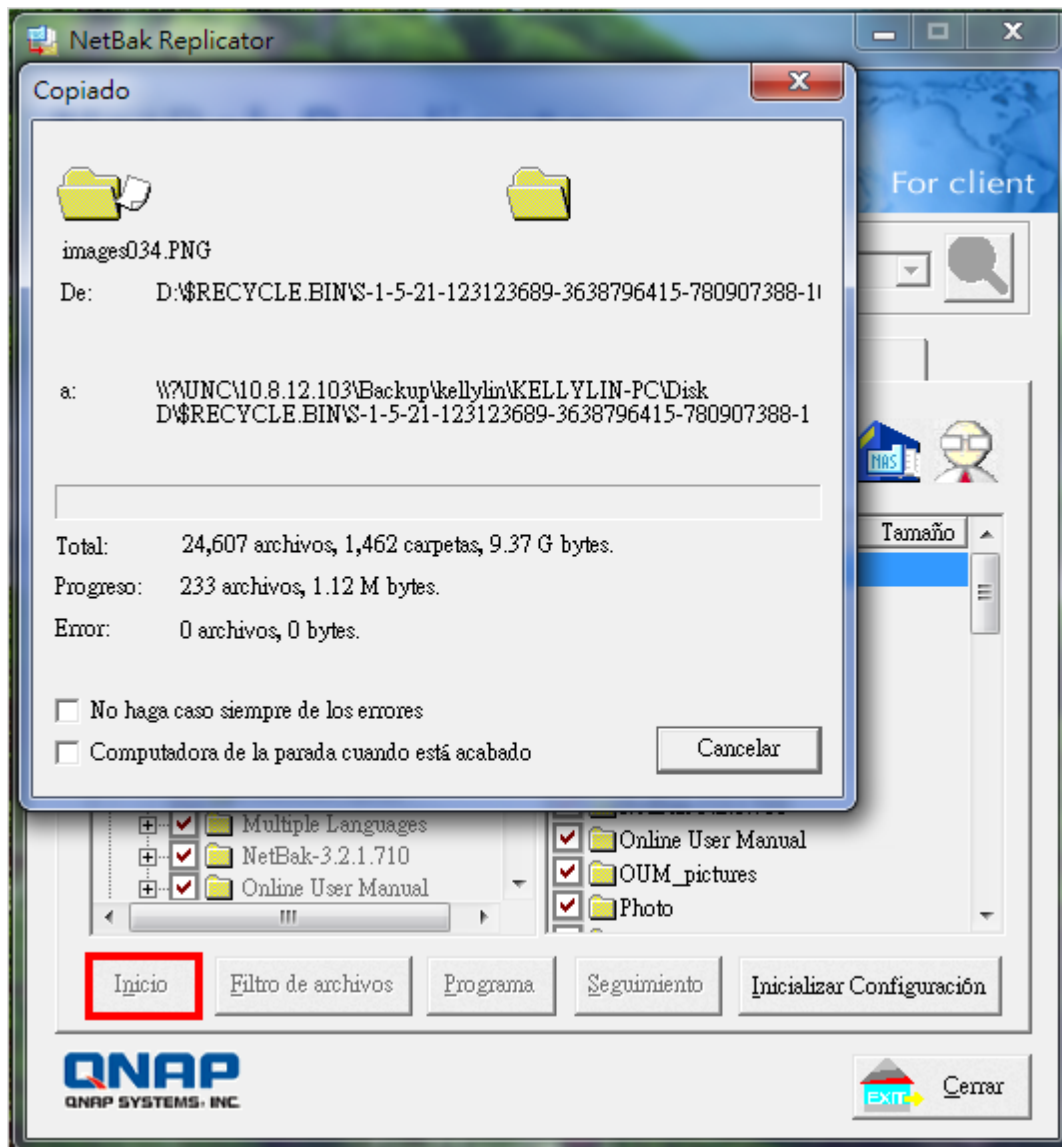 NetBak Replicator
Copiado
For client
images034.PNG
De: D:\$RECYCLE.BIN\S-1-5-21-123123689-3638796415-780907388-1
a: \\?\UNC\10.8.12.103\Backup\kellylin\KELLYLIN-PC\Disk
D\$RECYCLE.BIN\S-1-5-21-123123689-3638796415-780907388-1
NAS
Total: 24,607 archivos, 1,462 carpetas, 9.37 G bytes.
Tamaño
Progreso: 233 archivos, 1.12 M bytes.
Error: 0 archivos, 0 bytes.
No haga caso siempre de los errores
Computadora de la parada cuando está acabado
Cancelar
Multiple Languages
NetBak-3.2.1.710
Online User Manual
Online User Manual
OUM_pictures
Photo
Inicio Filtro de archivos Programa Seguimiento Inicializar Configuración
QNAP
QNAP SYSTEMS, INC.
EXIT Cerrar